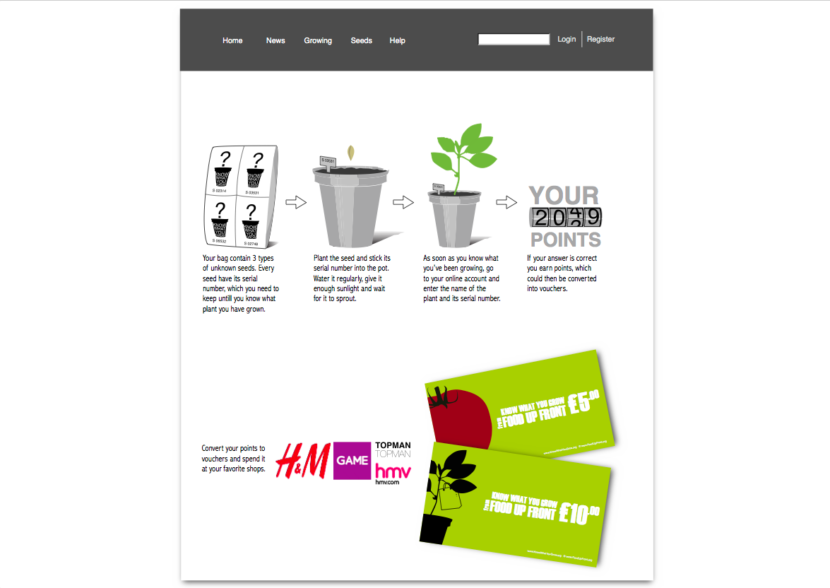 Home News Growing Seeds Help Login Register
? ?
? ?
YOUR
2049
POINTS
Your bag contain 3 types
of unknown seeds. Every
seed have its serial
number, which you need to
keep untill you know what
plant you have grown.
Plant the seed and stick its
serial number into the pot.
Water it regularly, give it
enough sunlight and wait
for it to sprout.
As soon as you know what
you've been growing, go
to your online account and
enter the name of the
plant and its serial number.
If your answer is correct
you earn points, which
could then be converted
into vouchers.
Convert your points to
vouchers and spend it
at your favorite shops.
H&M
GAME
TOPMAN
TOPMAN
hmv
hmv.com
KNOW WHAT YOU GROW
FOOD UP FRONT £5.00
KNOW WHAT YOU GROW
FOOD UP FRONT £10.00